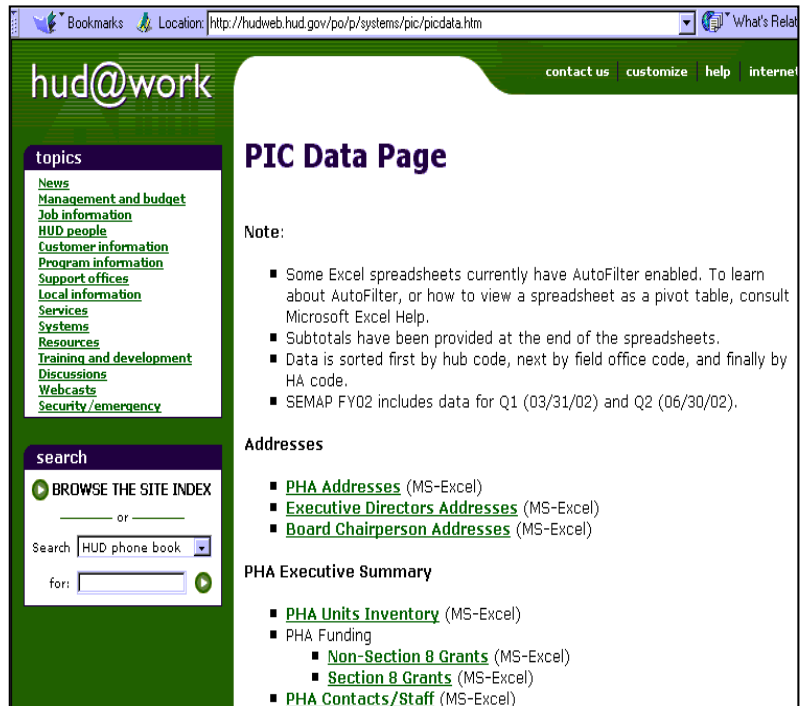 Bookmarks Location: http://hudweb.hud.gov/po/p/systems/pic/picdata.htm What's Relat
hud@work
contact us customize help internet
topics
News
Management and budget
Job information
HUD people
Customer information
Program information
Support offices
Local information
Services
Systems
Resources
Training and development
Discussions
Webcasts
Security/emergency
search
BROWSE THE SITE INDEX
or
Search HUD phone book
for:
PIC Data Page
Note:
Some Excel spreadsheets currently have AutoFilter enabled. To learn
about AutoFilter, or how to view a spreadsheet as a pivot table, consult
Microsoft Excel Help.
Subtotals have been provided at the end of the spreadsheets.
Data is sorted first by hub code, next by field office code, and finally by
HA code.
SEMAP FY02 includes data for Q1 (03/31/02) and Q2 (06/30/02).
Addresses
PHA Addresses (MS-Excel)
Executive Directors Addresses (MS-Excel)
Board Chairperson Addresses (MS-Excel)
PHA Executive Summary
PHA Units Inventory (MS-Excel)
PHA Funding
Non-Section 8 Grants (MS-Excel)
Section 8 Grants (MS-Excel)
PHA Contacts/Staff (MS-Excel)